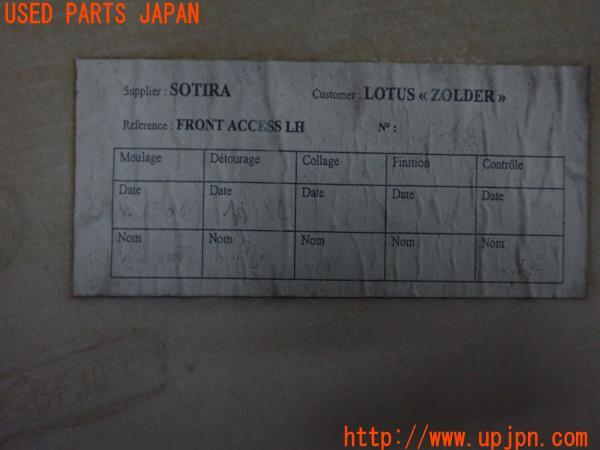 USED PARTS JAPAN
Supplier : SOTIRA Customer : LOTUS « ZOLDER »
Reference : FRONT ACCESS LH N° :
Moulage Détourage Collage Finition Contrôle
Date Date Date Date Date
Nom Nom Nom Nom Nom
http://www.upjpn.com